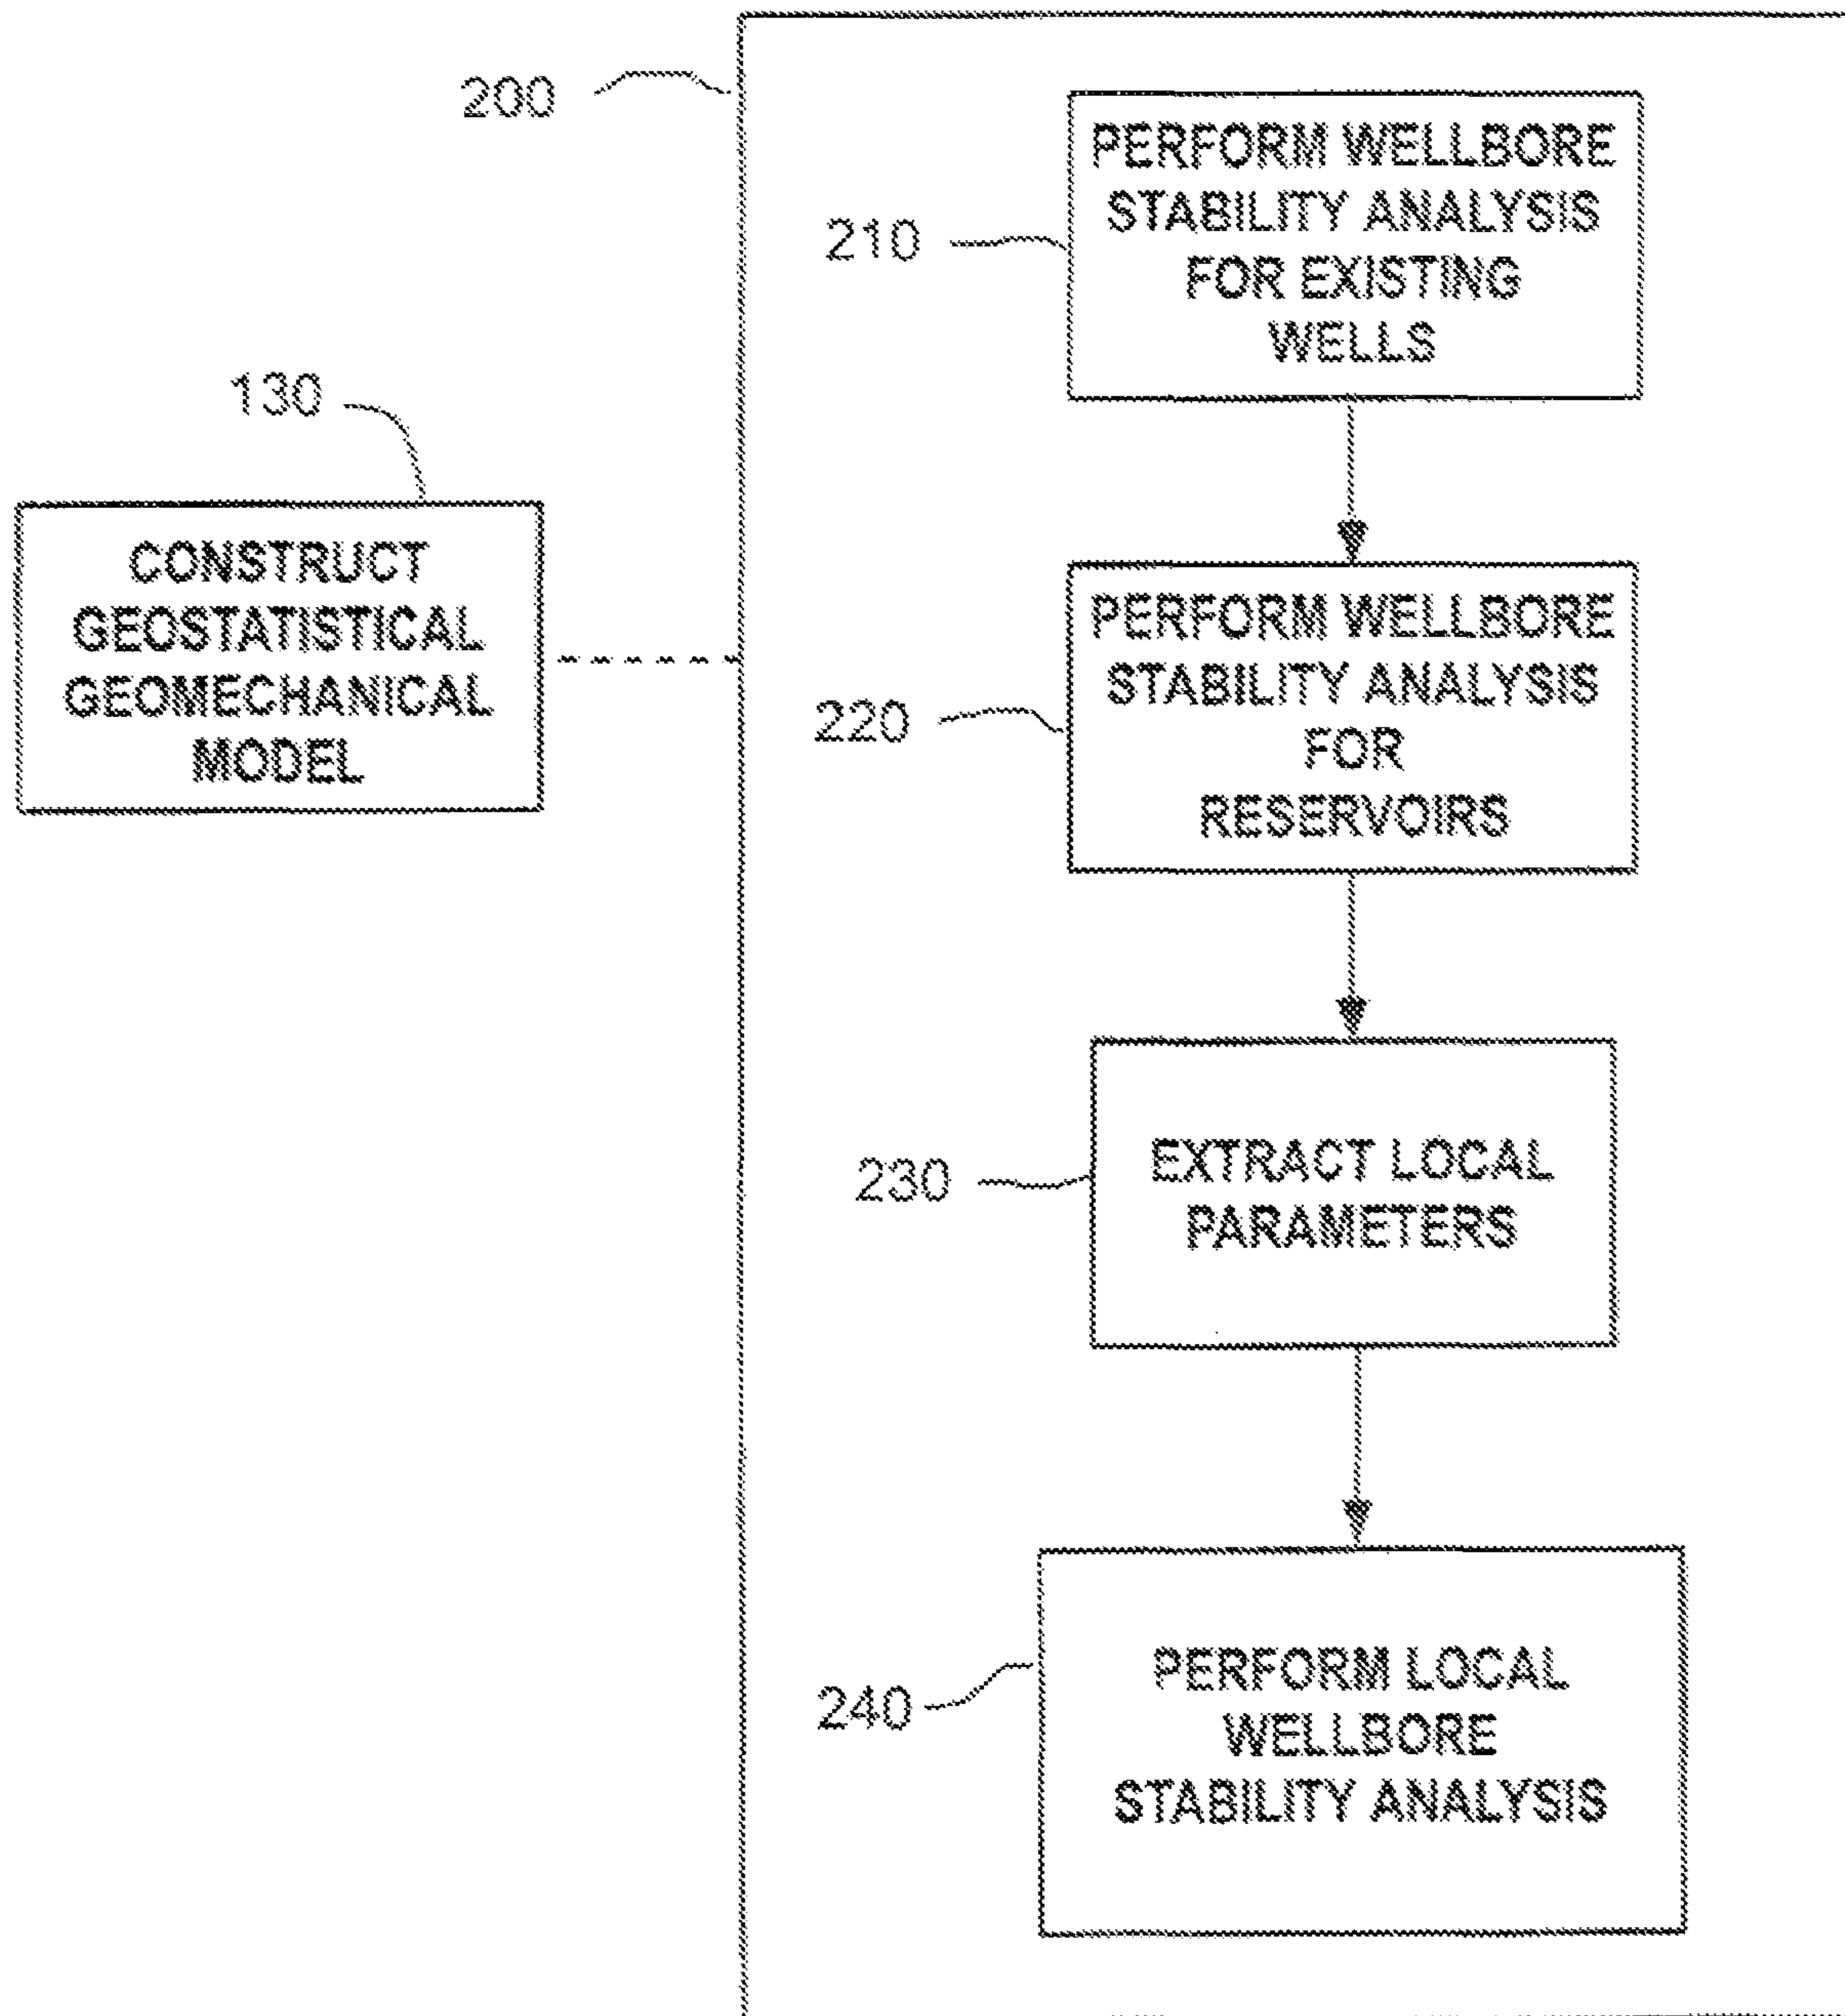 200
PERFORM WELLBORE
STABILITY ANALYSIS
FOR EXISTING
WELLS
210
130
CONSTRUCT
GEOSTATISTICAL
GEOMECHANICAL
MODEL
PERFORM WELLBORE
STABILITY ANALYSIS
FOR
RESERVOIRS
220
EXTRACT LOCAL
PARAMETERS
230
PERFORM LOCAL
WELLBORE
STABILITY ANALYSIS
240